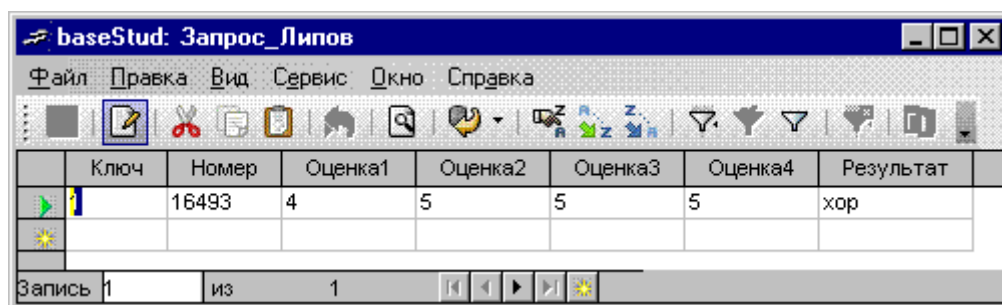 baseStud: Запрос_Липов
Файл Правка Вид Сервис Окно Справка
Ключ Номер Оценка1 Оценка2 Оценка3 Оценка4 Результат
1 16493 4 5 5 5 хор
Запись 1 из 1